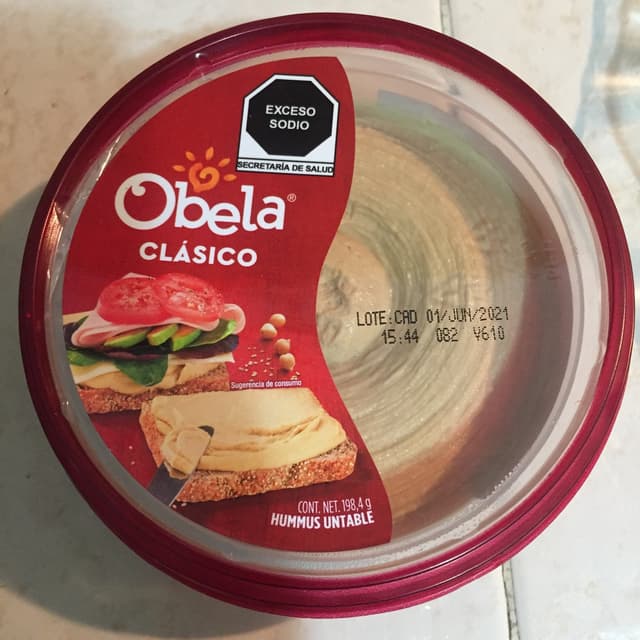 EXCESO
SODIO
SECRETARÍA DE SALUD
Obela®
CLÁSICO
LOTE:CAD 01/JUN/2021
15:44 082 Y610
Sugerencia de consumo
CONT. NET. 198,4 g
HUMMUS UNTABLE